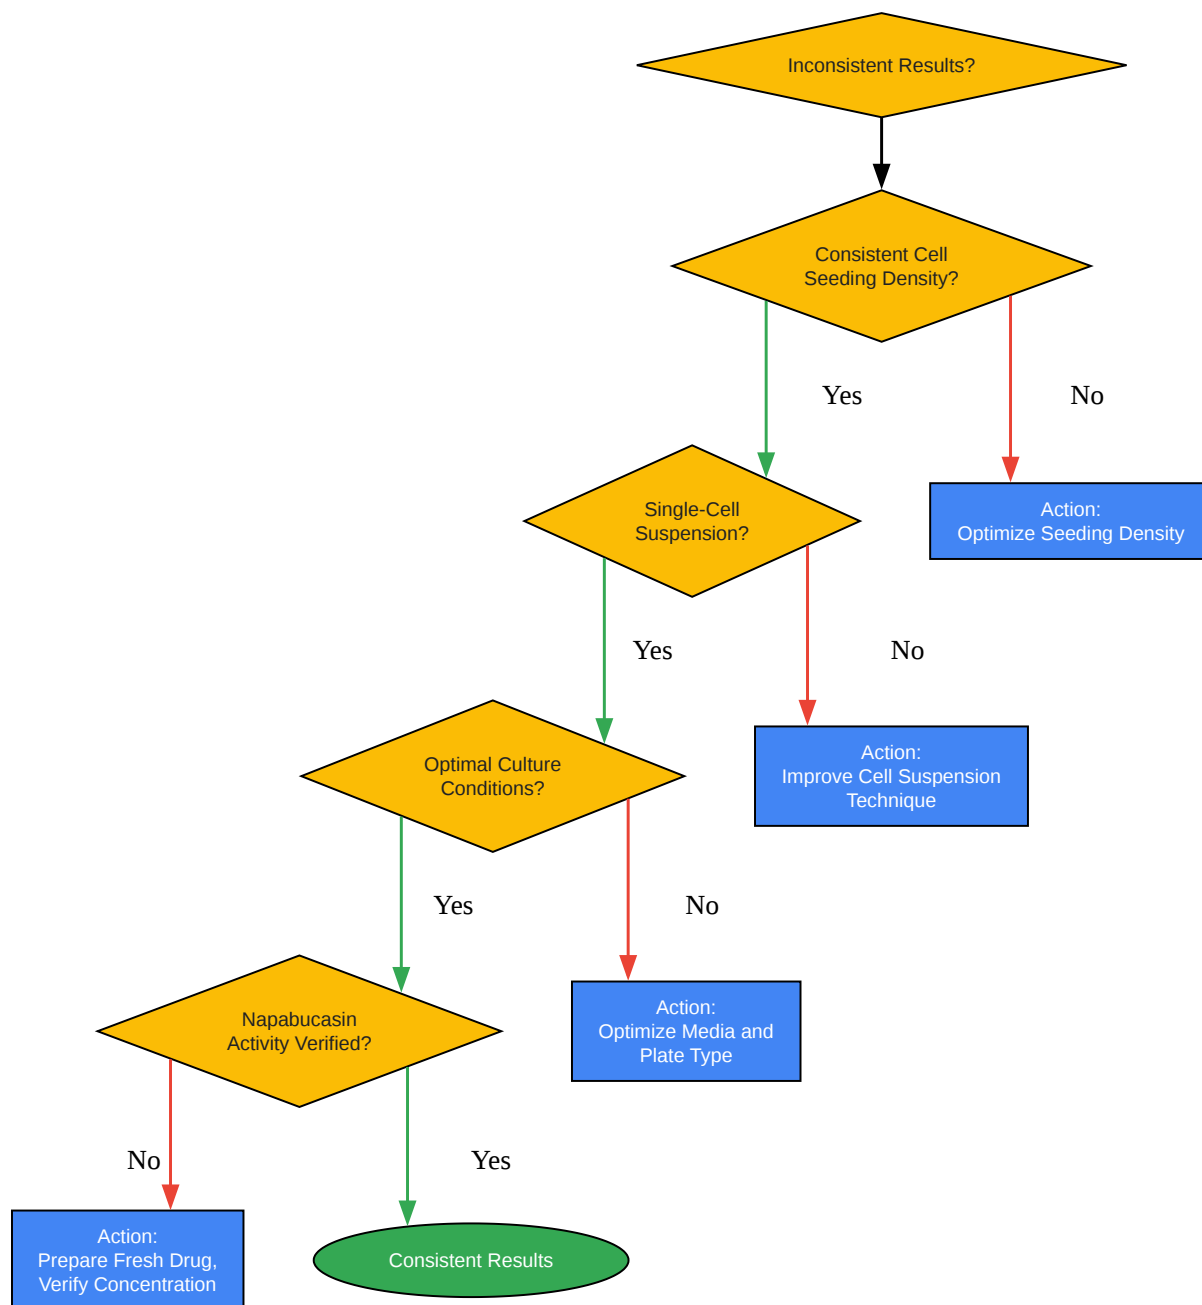 Inconsistent Results?
Consistent Cell
Seeding Density?
Yes
No
Single-Cell
Suspension?
Action:
Optimize Seeding Density
Yes
No
Optimal Culture
Conditions?
Action:
Improve Cell Suspension
Technique
Yes
No
Napabucasin
Activity Verified?
Action:
Optimize Media and
Plate Type
No
Yes
Action:
Prepare Fresh Drug,
Verify Concentration
Consistent Results